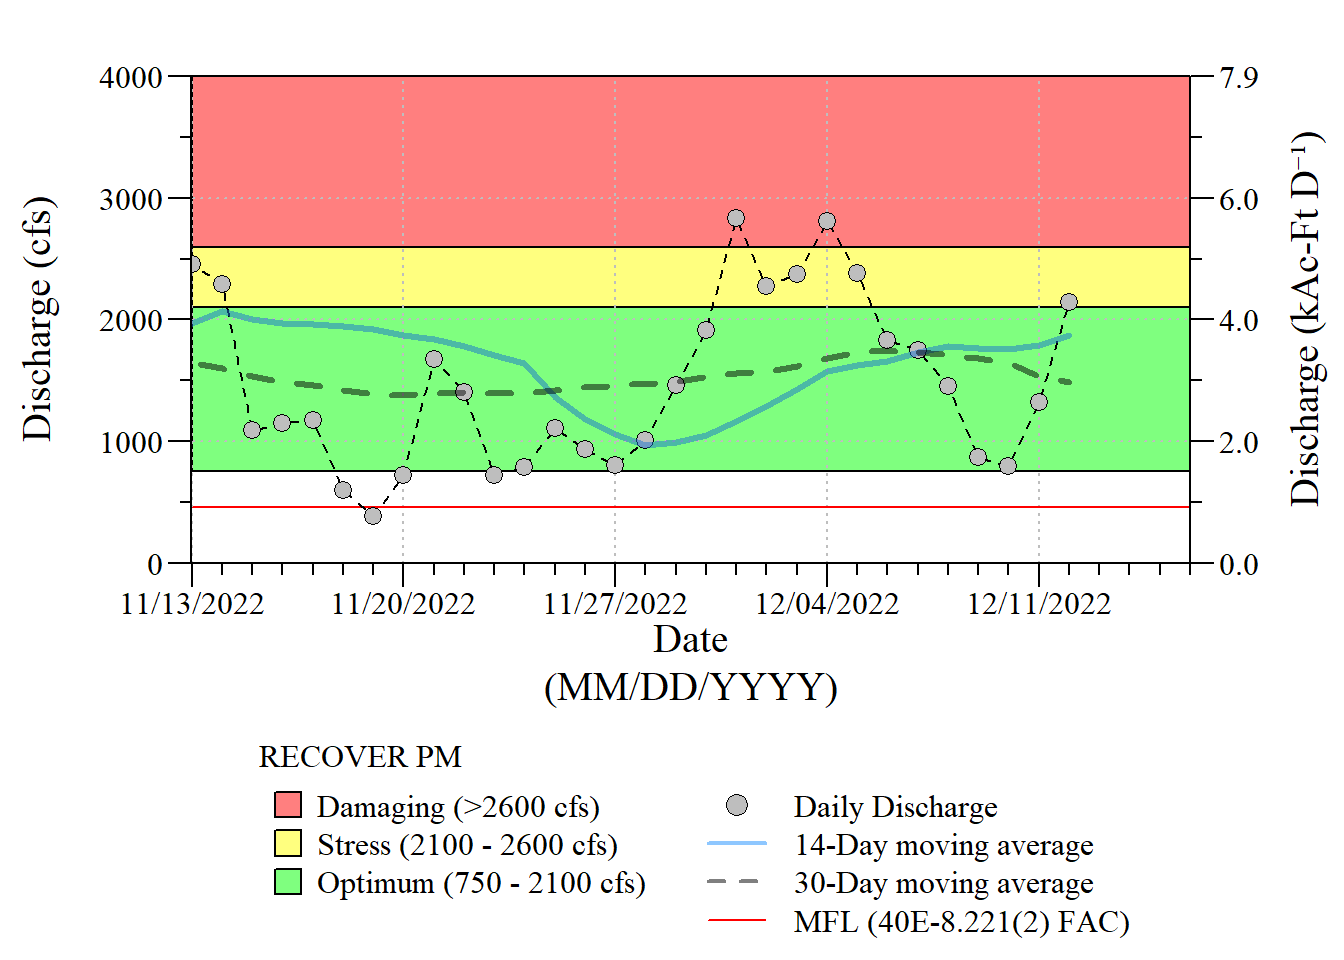 4000
3000
2000
1000
0
Discharge (cfs)
7.9
6.0
4.0
2.0
0.0
Discharge (kAc-Ft D⁻¹)
11/13/2022
11/20/2022
11/27/2022
12/04/2022
12/11/2022
Date
(MM/DD/YYYY)
RECOVER PM
Damaging (>2600 cfs)
Stress (2100 - 2600 cfs)
Optimum (750 - 2100 cfs)
Daily Discharge
14-Day moving average
30-Day moving average
MFL (40E-8.221(2) FAC)